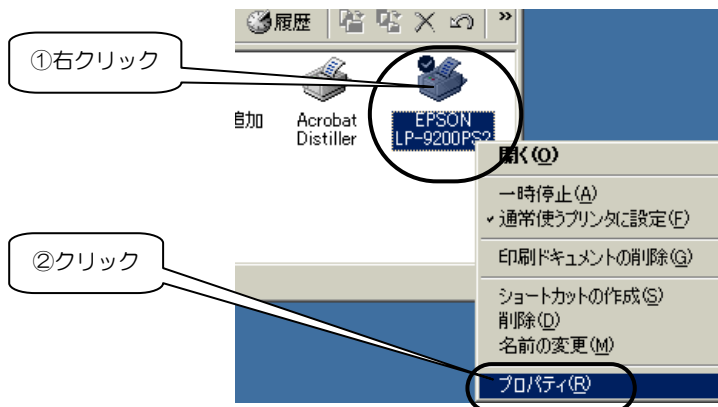 履歴 »
①右クリック
追加 Acrobat Distiller
EPSON LP-9200PS2
開く(O)
一時停止(A)
✓通常使うプリンタに設定(F)
印刷ドキュメントの削除(G)
②クリック
ショートカットの作成(S)
削除(D)
名前の変更(M)
プロパティ(R)